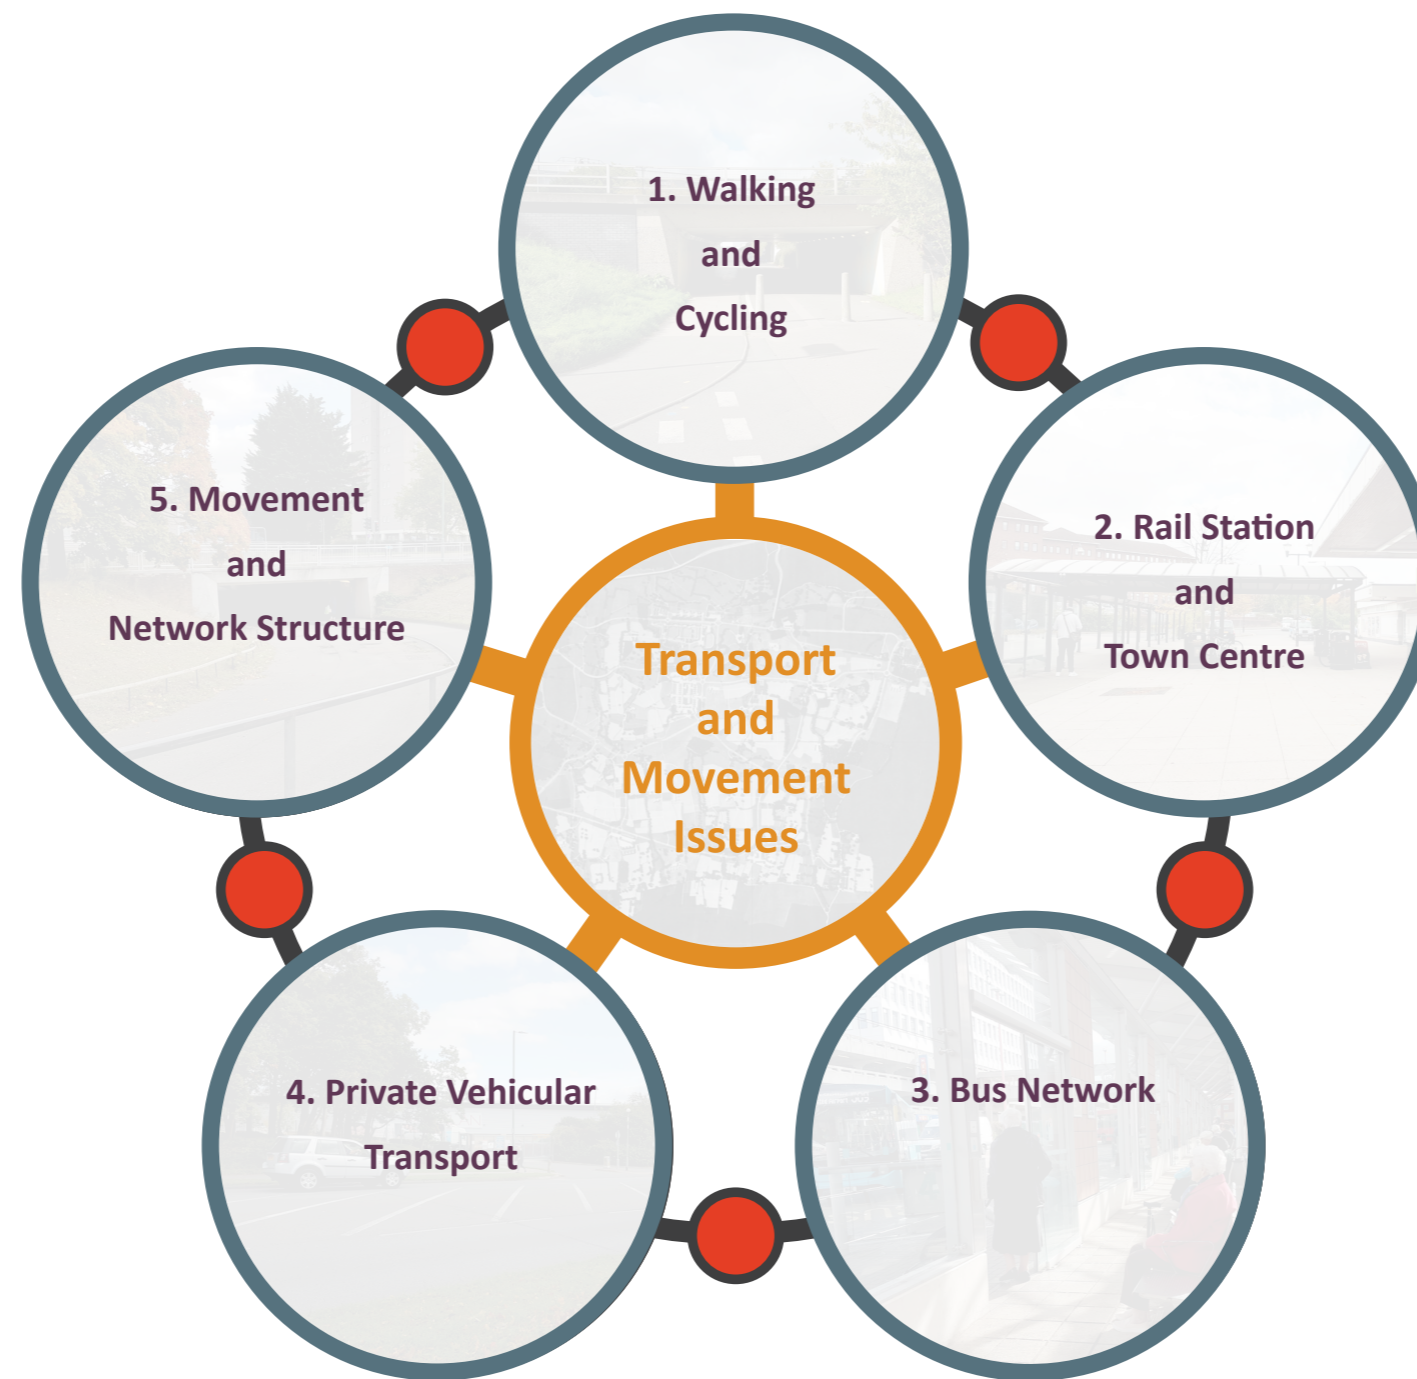 1. Walking
and
Cycling
2. Rail Station
and
Town Centre
3. Bus Network
4. Private Vehicular
Transport
5. Movement
and
Network Structure
Transport
and
Movement
Issues